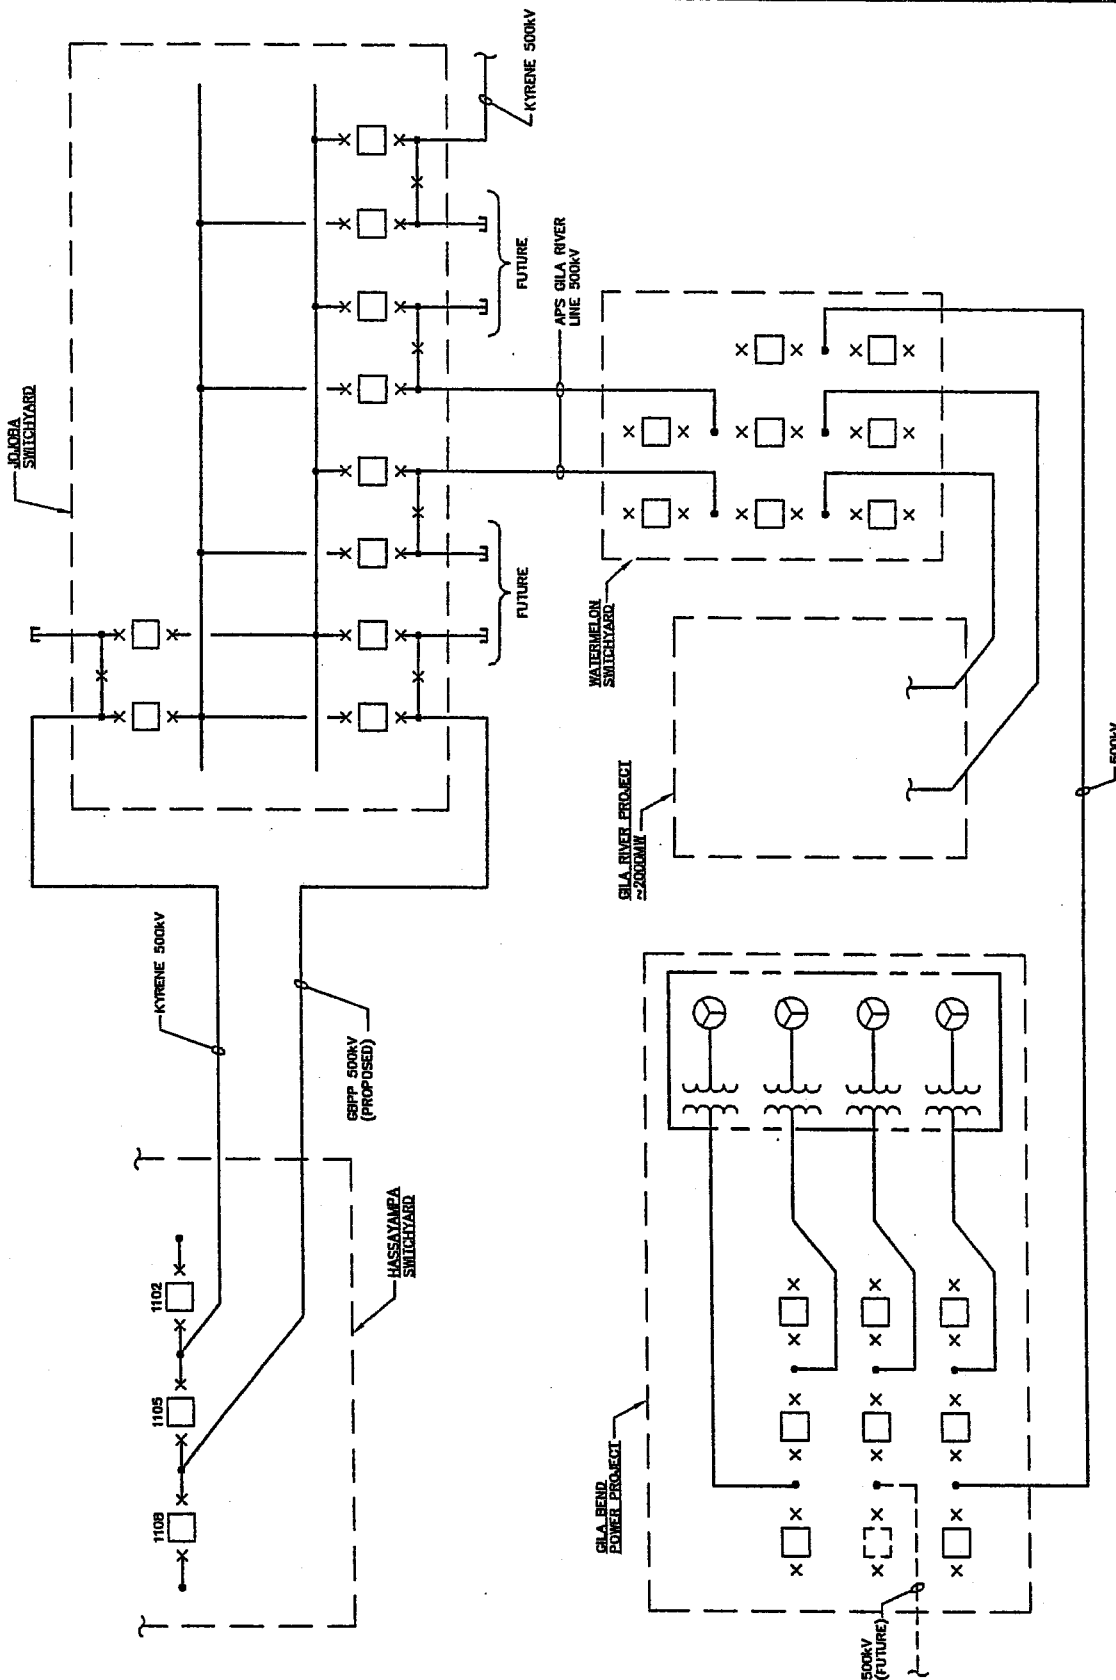 JOJOBA
SWITCHYARD
KYRENE 500kV
FUTURE
APS GILA RIVER
LINE 500kV
FUTURE
WATERMELON
SWITCHYARD
KYRENE 500kV
GBPP 500kV
(PROPOSED)
HASSAYAMPA
SWITCHYARD
1102
1105
1108
GILA RIVER PROJECT
~2000MW
GILA BEND
POWER PROJECT
500kV
(FUTURE)
500kV